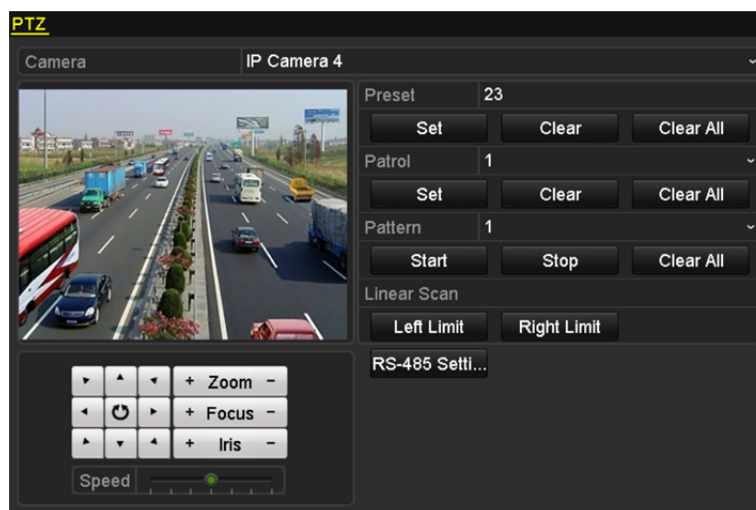 PTZ
Camera IP Camera 4
Preset 23
Set Clear Clear All
Patrol 1
Set Clear Clear All
Pattern 1
Start Stop Clear All
Linear Scan
Left Limit Right Limit
RS-485 Setti...
+ Zoom -
+ Focus -
+ Iris -
Speed